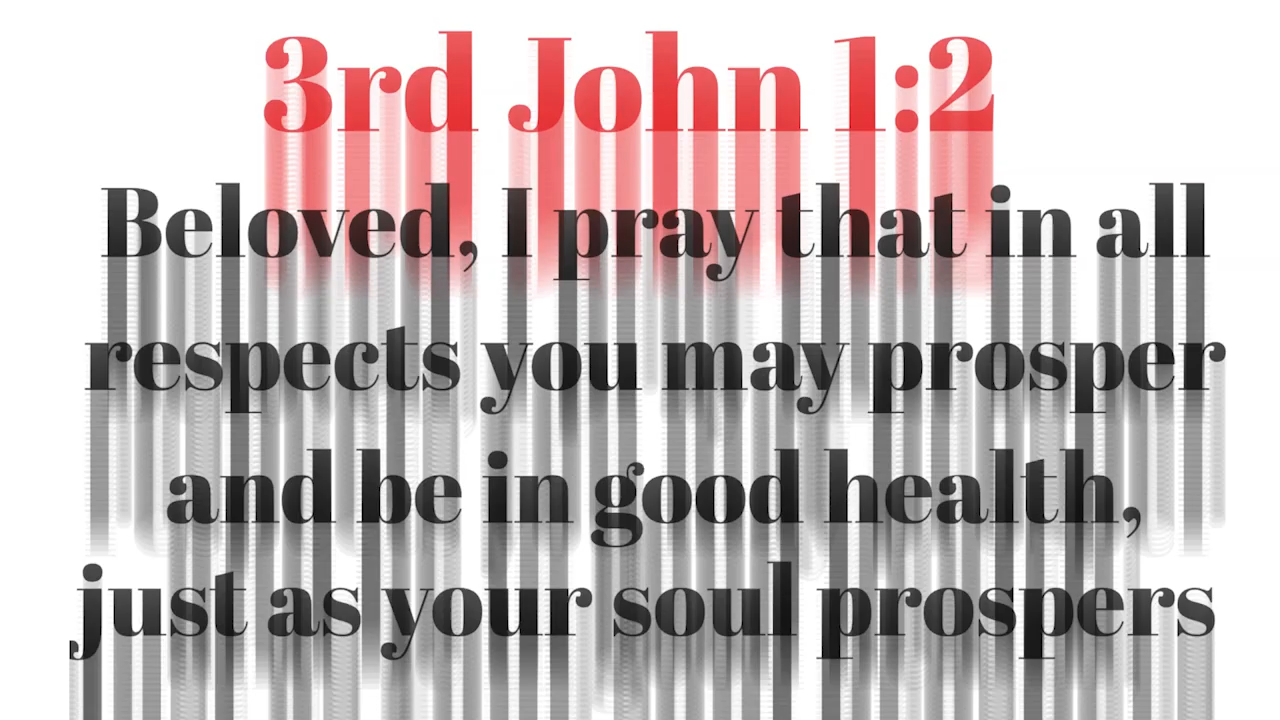 3rd John 1:2
Beloved, I pray that in all
respects you may prosper
and be in good health,
just as your soul prospers